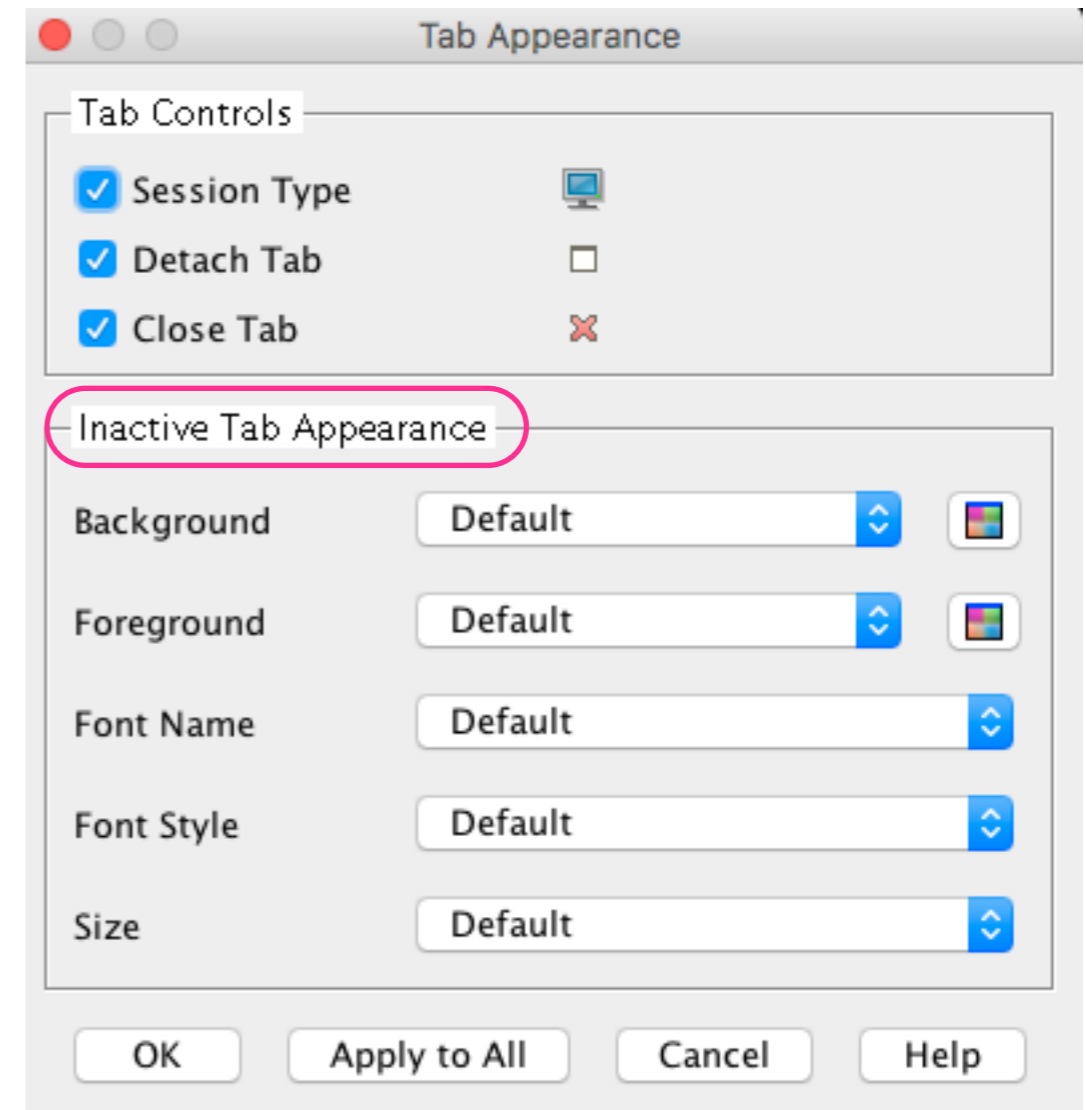 Tab Appearance
Tab Controls
Session Type
Detach Tab
Close Tab
Inactive Tab Appearance
Background Default
Foreground Default
Font Name Default
Font Style Default
Size Default
OK Apply to All Cancel Help